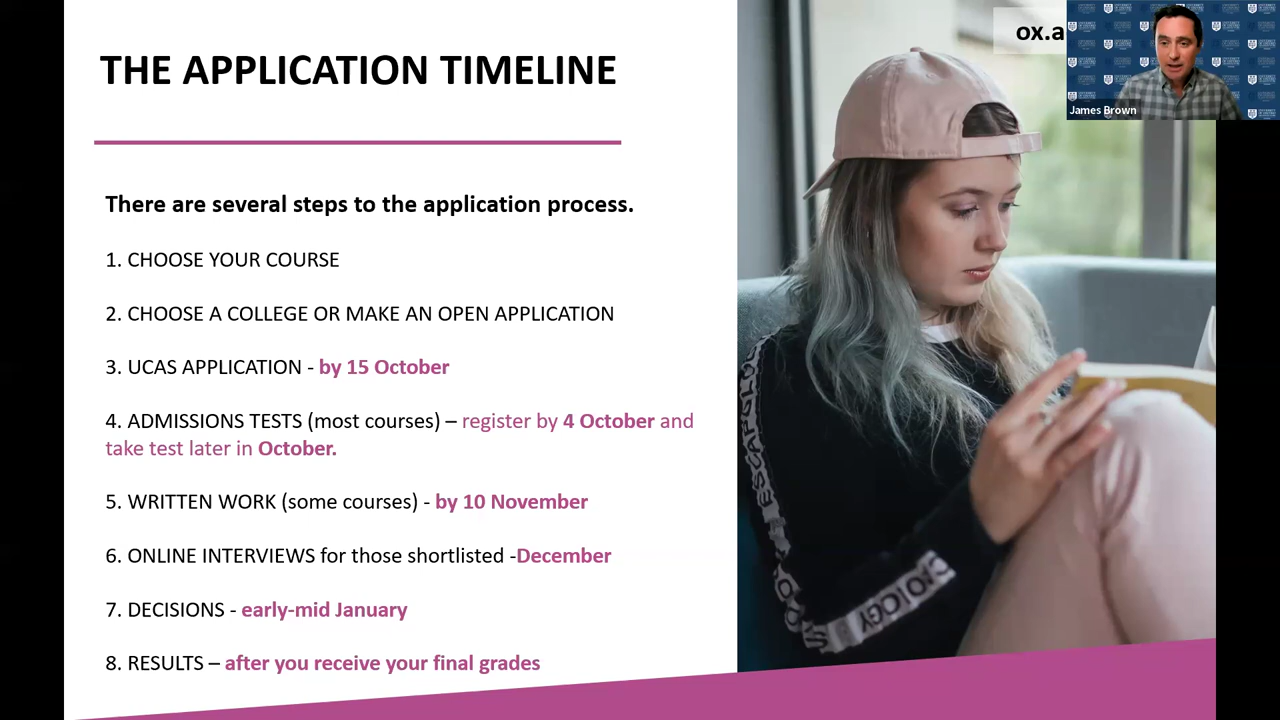 THE APPLICATION TIMELINE
ox.a
James Brown
There are several steps to the application process.
1. CHOOSE YOUR COURSE
2. CHOOSE A COLLEGE OR MAKE AN OPEN APPLICATION
3. UCAS APPLICATION - by 15 October
4. ADMISSIONS TESTS (most courses) – register by 4 October and
take test later in October.
5. WRITTEN WORK (some courses) - by 10 November
6. ONLINE INTERVIEWS for those shortlisted -December
7. DECISIONS - early-mid January
8. RESULTS – after you receive your final grades